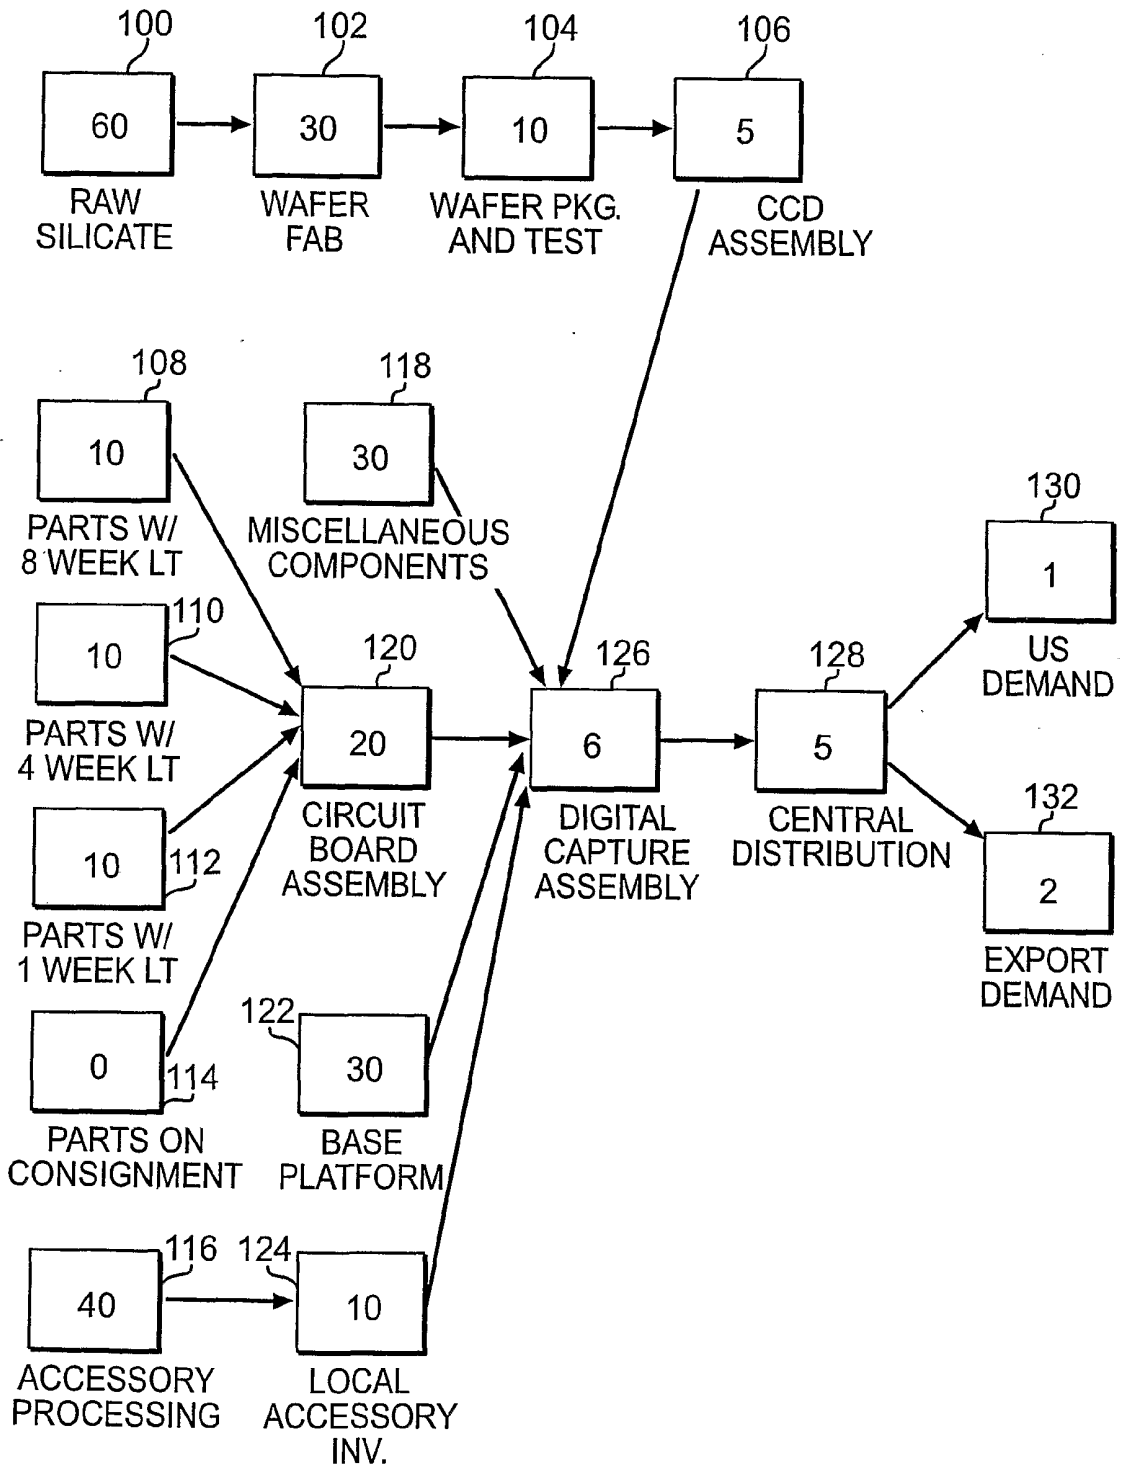 100
102
104
106
60
30
10
5
RAW
SILICATE
WAFER
FAB
WAFER PKG.
AND TEST
CCD
ASSEMBLY
108
118
10
30
PARTS W/
8 WEEK LT
MISCELLANEOUS
COMPONENTS
130
1
US
DEMAND
110
10
PARTS W/
4 WEEK LT
120
20
CIRCUIT
BOARD
ASSEMBLY
126
6
DIGITAL
CAPTURE
ASSEMBLY
128
5
CENTRAL
DISTRIBUTION
132
2
EXPORT
DEMAND
10
112
PARTS W/
1 WEEK LT
0
114
PARTS ON
CONSIGNMENT
122
30
BASE
PLATFORM
116
40
ACCESSORY
PROCESSING
124
10
LOCAL
ACCESSORY
INV.